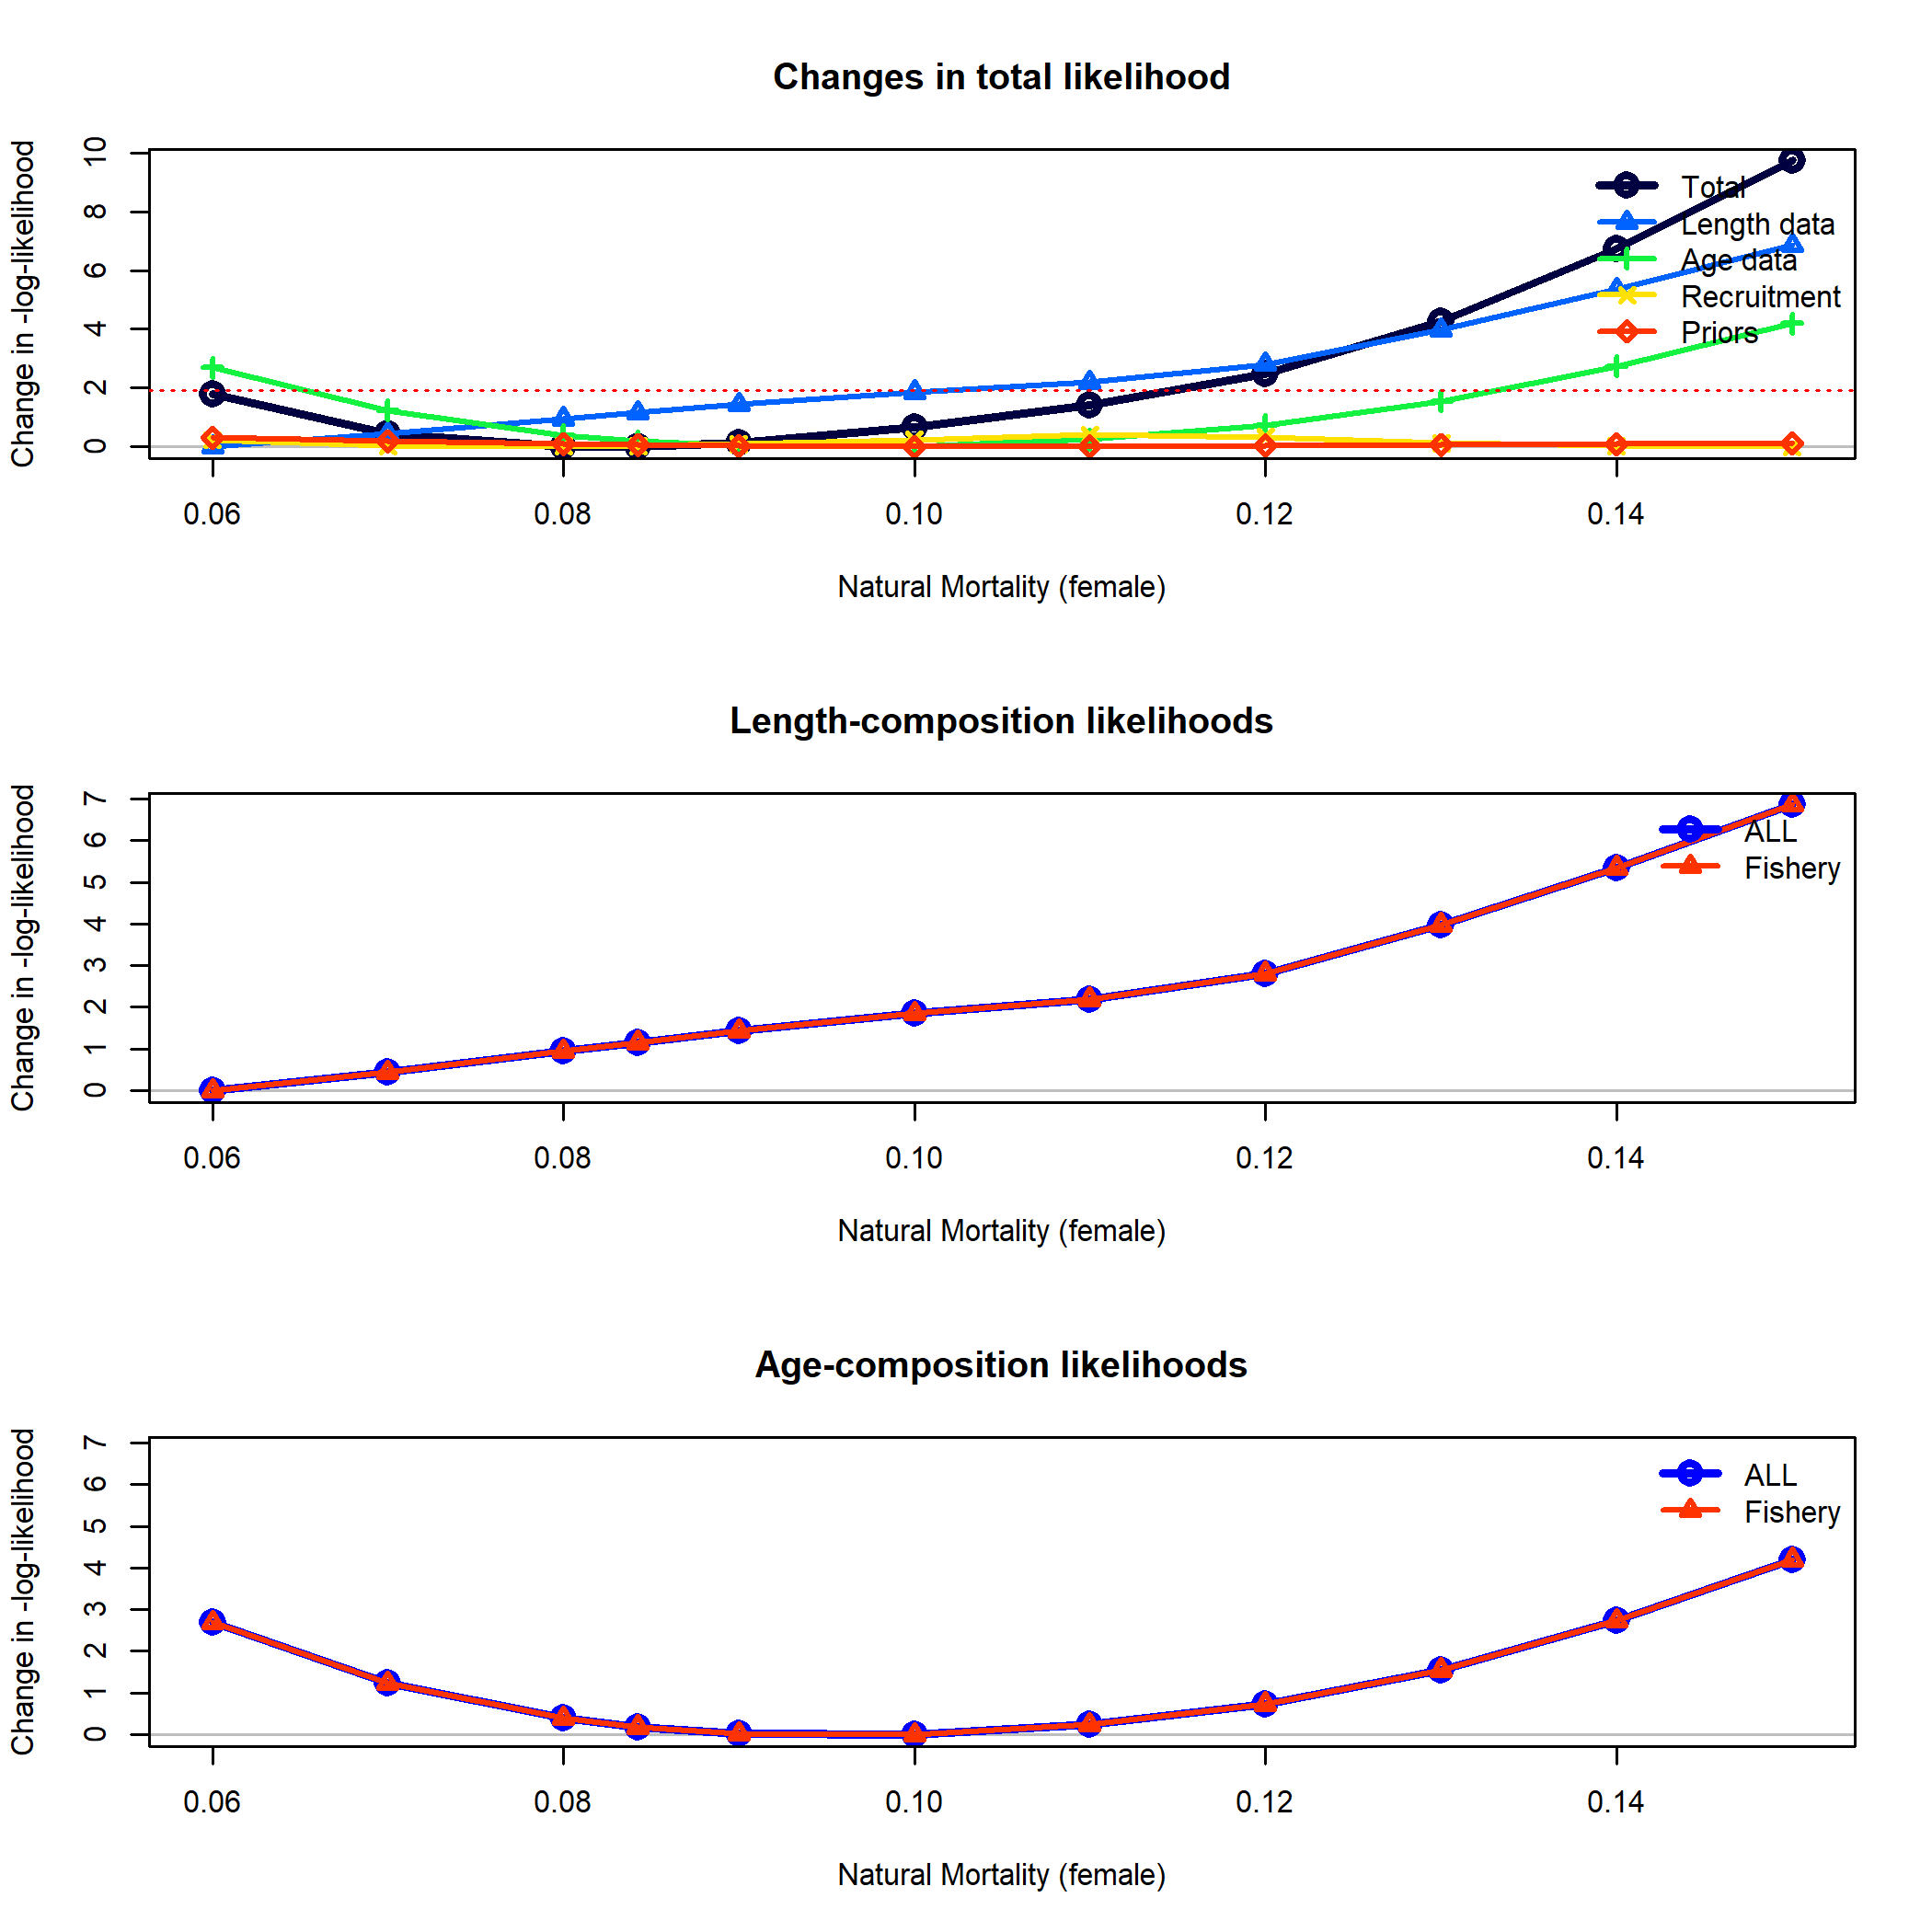 Changes in total likelihood
Change in -log-likelihood
10
8
6
4
2
0
Total
Length data
Age data
Recruitment
Priors
0.06
0.08
0.10
0.12
0.14
Natural Mortality (female)
Length-composition likelihoods
Change in -log-likelihood
7
6
5
4
3
2
1
0
ALL
Fishery
0.06
0.08
0.10
0.12
0.14
Natural Mortality (female)
Age-composition likelihoods
Change in -log-likelihood
7
6
5
4
3
2
1
0
ALL
Fishery
0.06
0.08
0.10
0.12
0.14
Natural Mortality (female)